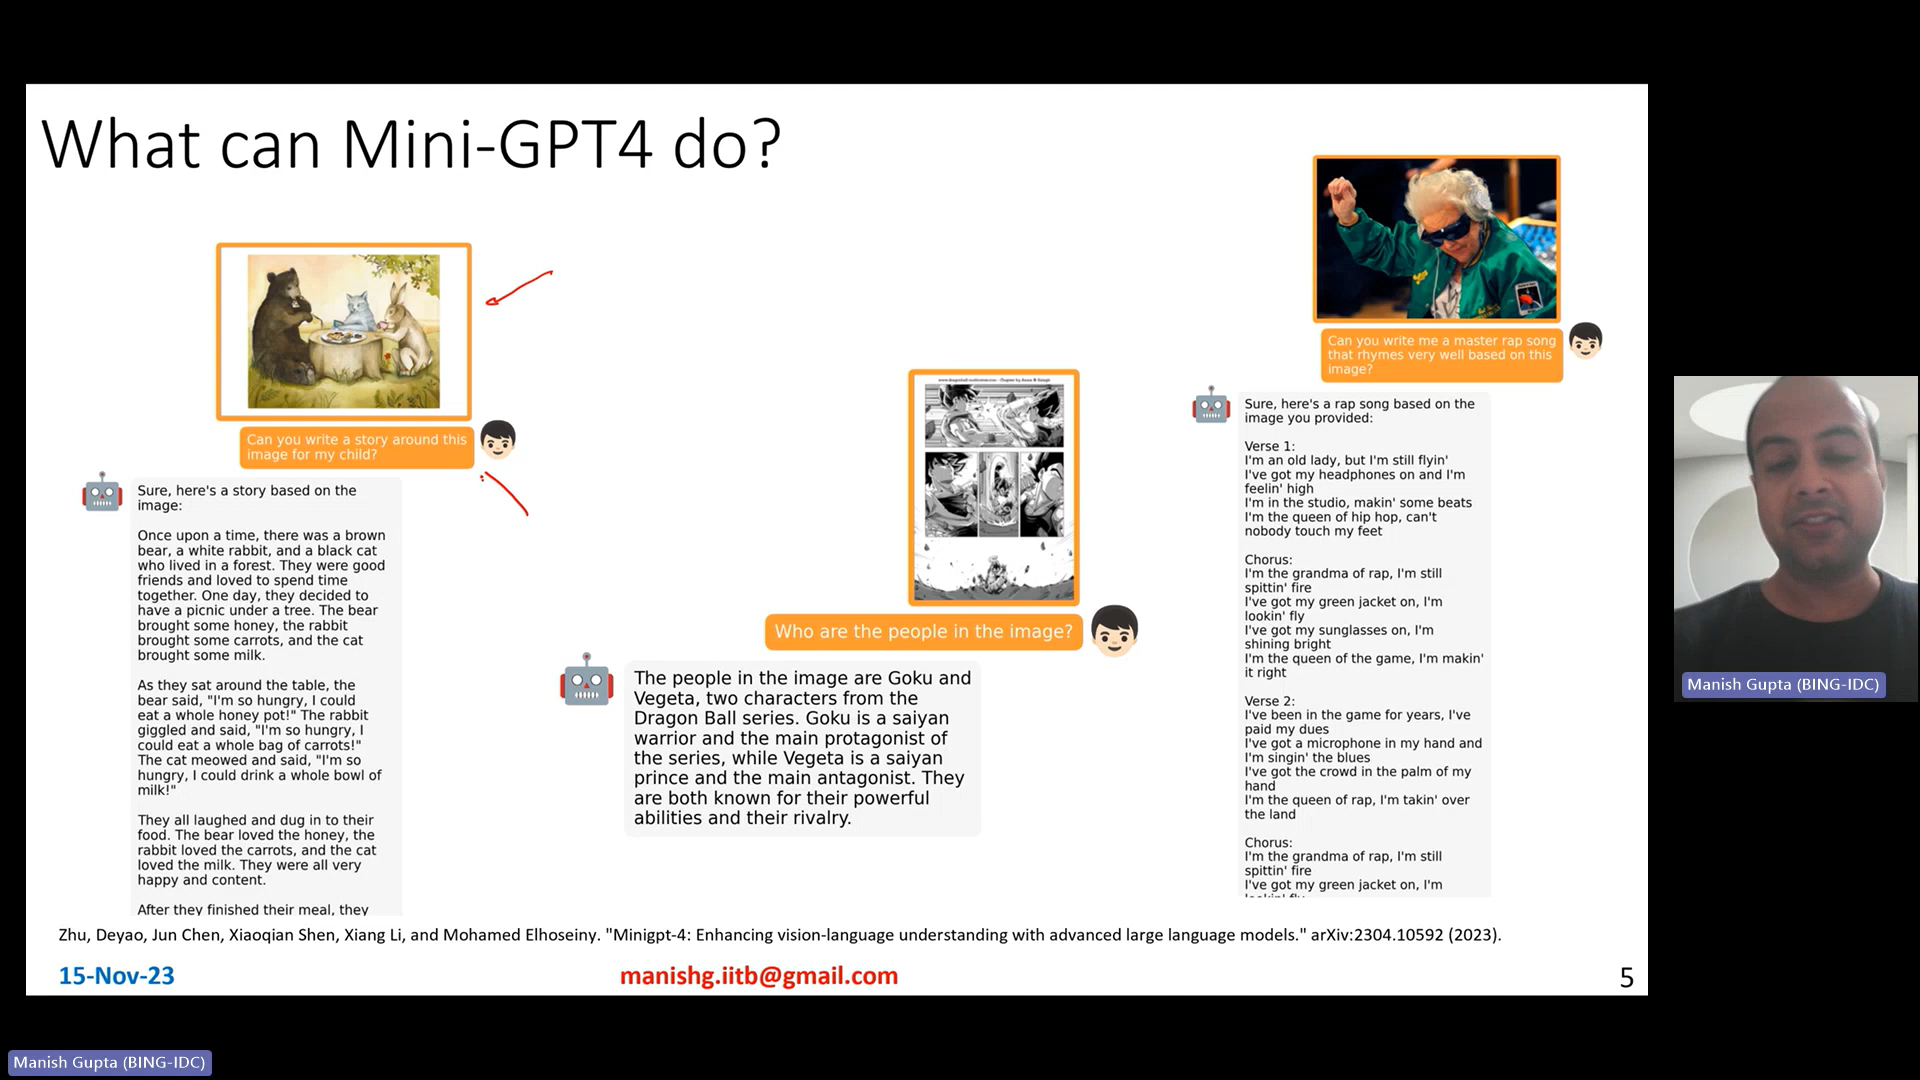 What can Mini-GPT4 do?
Can you write a story around this
image for my child?
Sure, here's a story based on the
image:
Once upon a time, there was a brown
bear, a white rabbit, and a black cat
who lived in a forest. They were good
friends and loved to spend time
together. One day, they decided to
have a picnic under a tree. The bear
brought some honey, the rabbit
brought some carrots, and the cat
brought some milk.
As they sat around the table, the
bear said, "I'm so hungry, I could
eat a whole honey pot!" The rabbit
giggled and said, "I'm so hungry, I
could eat a whole bag of carrots!"
The cat meowed and said, "I'm so
hungry, I could drink a whole bowl of
milk!"
They all laughed and dug in to their
food. The bear loved the honey, the
rabbit loved the carrots, and the cat
loved the milk. They were all very
happy and content.
After they finished their meal, they
Who are the people in the image?
The people in the image are Goku and
Vegeta, two characters from the
Dragon Ball series. Goku is a saiyan
warrior and the main protagonist of
the series, while Vegeta is a saiyan
prince and the main antagonist. They
are both known for their powerful
abilities and their rivalry.
Can you write me a master rap song
that rhymes very well based on this
image?
Sure, here's a rap song based on the
image you provided:
Verse 1:
I'm an old lady, but I'm still flyin'
I've got my headphones on and I'm
feelin' high
I'm in the studio, makin' some beats
I'm the queen of hip hop, can't
nobody touch my feet
Chorus:
I'm the grandma of rap, I'm still
spittin' fire
I've got my green jacket on, I'm
lookin' fly
I've got my sunglasses on, I'm
shining bright
I'm the queen of the game, I'm makin'
it right
Verse 2:
I've been in the game for years, I've
paid my dues
I've got a microphone in my hand and
I'm singin' the blues
I've got the crowd in the palm of my
hand
I'm the queen of rap, I'm takin' over
the land
Chorus:
I'm the grandma of rap, I'm still
spittin' fire
I've got my green jacket on, I'm
Zhu, Deyao, Jun Chen, Xiaoqian Shen, Xiang Li, and Mohamed Elhoseiny. "Minigpt-4: Enhancing vision-language understanding with advanced large language models." arXiv:2304.10592 (2023).
15-Nov-23
manishg.iitb@gmail.com
5
Manish Gupta (BING-IDC)
Manish Gupta (BING-IDC)